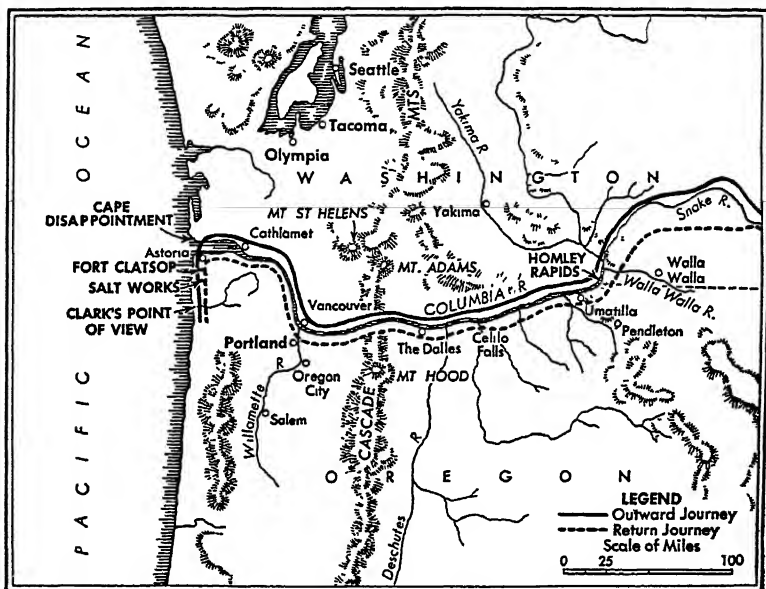 PACIFIC OCEAN
Seattle
Tacoma
Olympia
MTS
Yakima R
WASHINGTON
CAPE
DISAPPOINTMENT
MT ST HELENS
Yakima
Snake R.
Cathlamet
Astoria
FORT CLATSOP
SALT WORKS
CLARK'S POINT
OF VIEW
MT. ADAMS
HOMLEY
RAPIDS
Walla
Walla
Walla Walla R.
Vancouver
COLUMBIA R
Umatilla
Portland
The Dalles
Celilo
Falls
Pendleton
R
Oregon
City
MT HOOD
Willamette
Salem
CASCADE
R
OREGON
Deschutes
LEGEND
Outward Journey
Return Journey
Scale of Miles
0 25 100